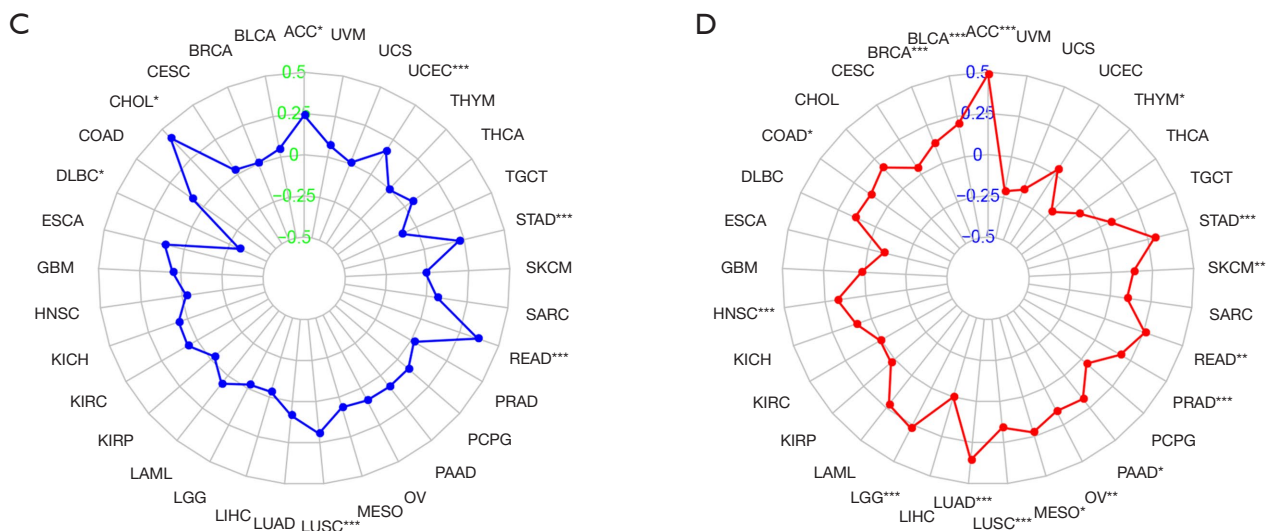 C
ACC*
UVM
UCS
UCEC***
THYM
THCA
TGCT
STAD***
SKCM
SARC
READ***
PRAD
PCPG
PAAD
OV
MESO
LUSC***
LUAD
LIHC
LGG
LAML
KIRP
KIRC
KICH
HNSC
GBM
ESCA
DLBC*
COAD
CHOL*
CESC
BRCA
BLCA
0.5
0.25
0
−0.25
−0.5
D
ACC***
UVM
UCS
UCEC
THYM*
THCA
TGCT
STAD***
SKCM**
SARC
READ**
PRAD***
PCPG
PAAD*
OV**
MESO*
LUSC***
LUAD***
LIHC
LGG***
LAML
KIRP
KIRC
KICH
HNSC***
GBM
ESCA
DLBC
COAD*
CHOL
CESC
BRCA***
BLCA***
0.5
0.25
0
−0.25
−0.5